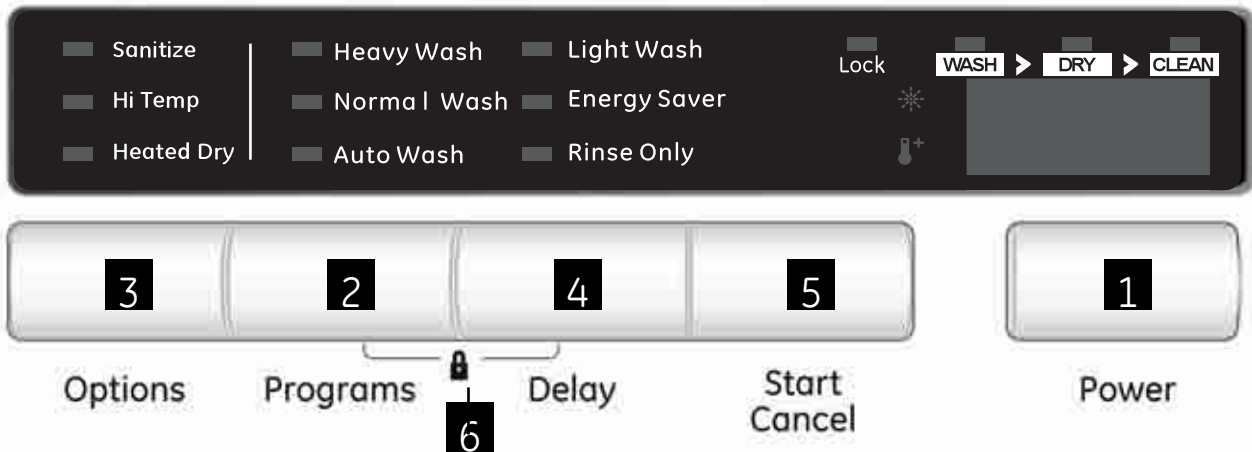 Sanitize Heavy Wash Light Wash
Lock WASH > DRY > CLEAN
Hi Temp Normal Wash Energy Saver
Heated Dry Auto Wash Rinse Only
3 2 4 5 1
Options Programs Delay Start Cancel Power
6